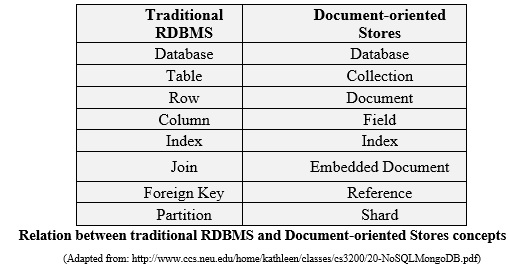 Traditional RDBMS Document-oriented Stores
Database Database
Table Collection
Row Document
Column Field
Index Index
Join Embedded Document
Foreign Key Reference
Partition Shard
Relation between traditional RDBMS and Document-oriented Stores concepts
(Adapted from: http://www.ccs.neu.edu/home/kathleen/classes/cs3200/20-NoSQLMongoDB.pdf)